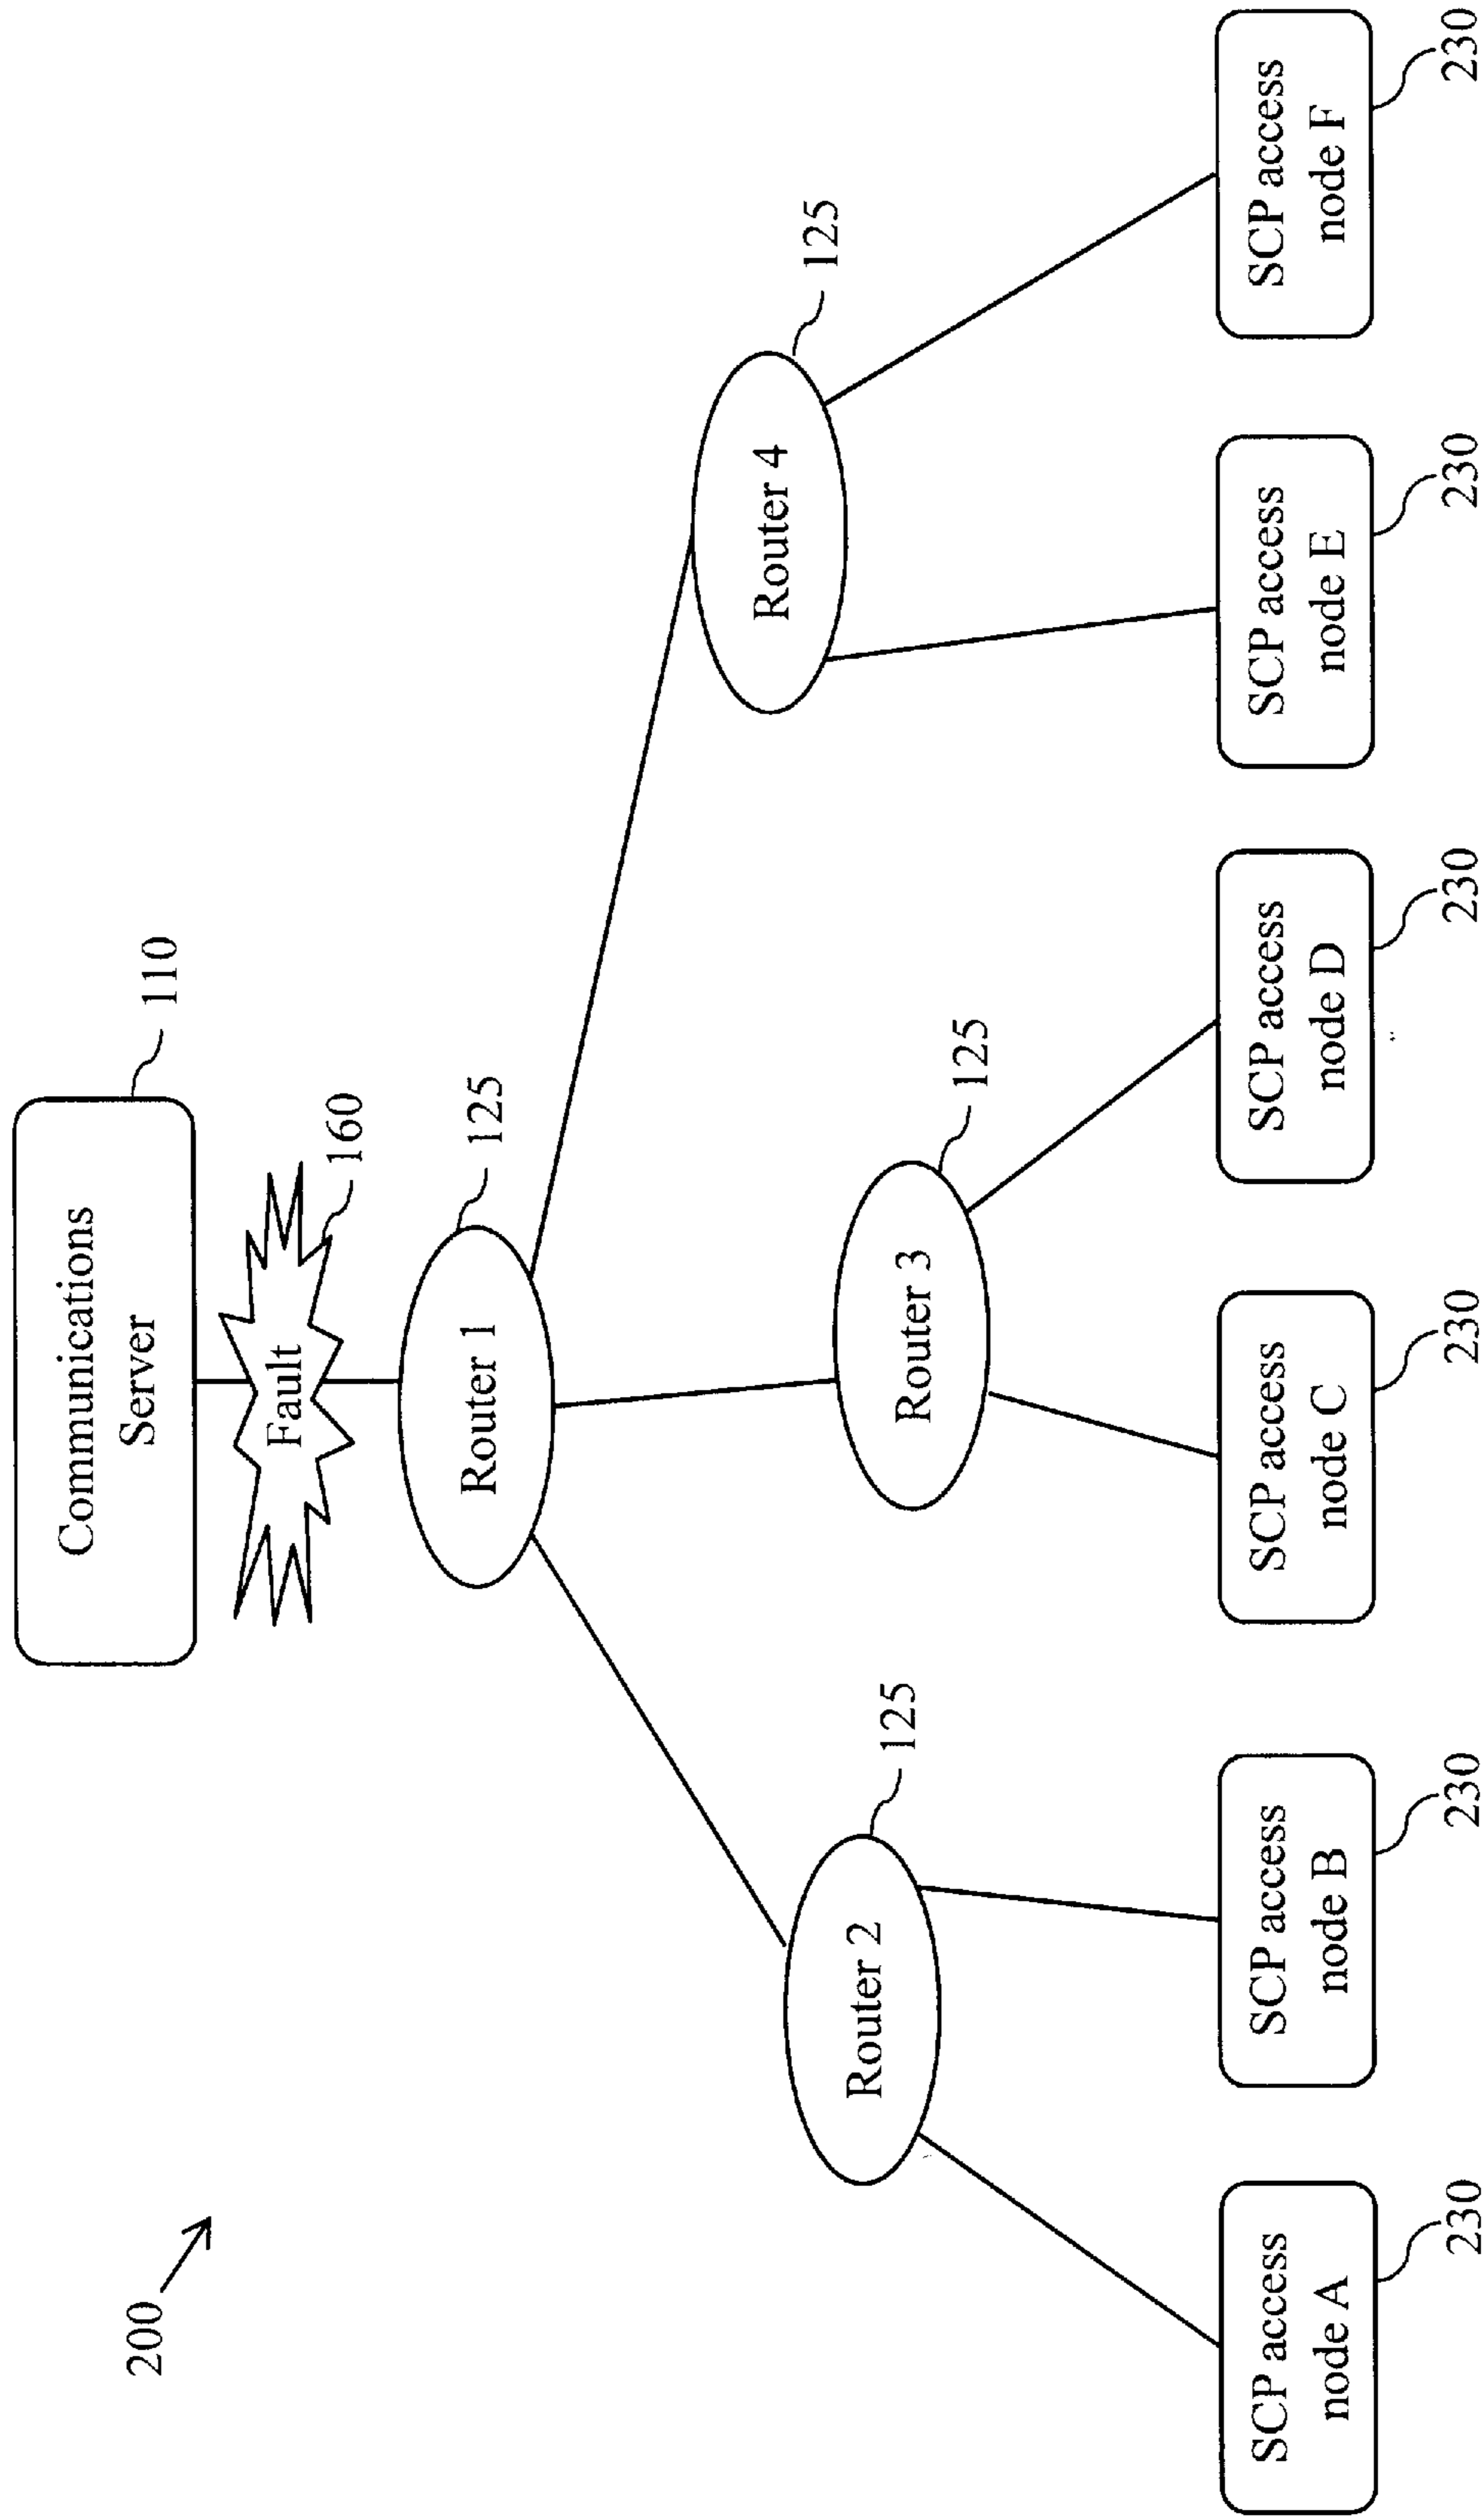 200
Communications
Server
110
Fault
160
Router 1
125
Router 4
125
Router 2
125
Router 3
125
SCP access
node A
230
SCP access
node B
230
SCP access
node C
230
SCP access
node D
230
SCP access
node E
230
SCP access
node F
230